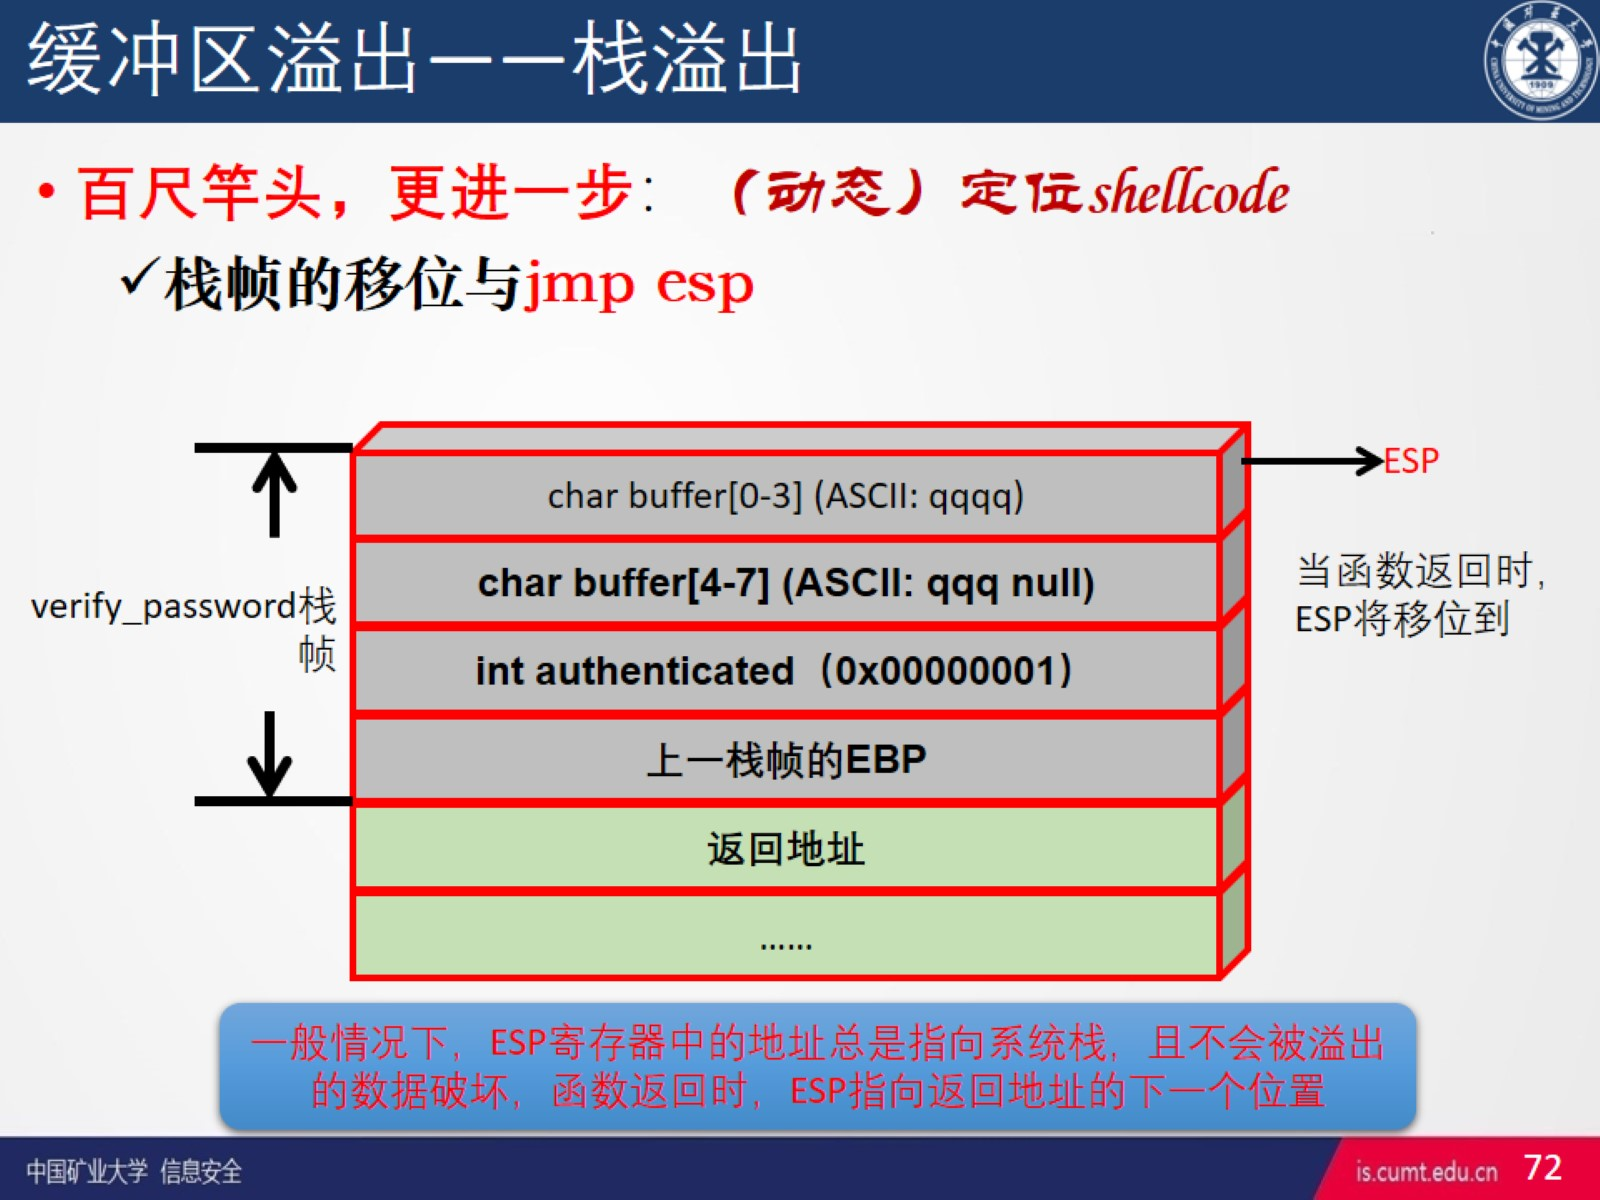 缓冲区溢出——栈溢出
• 百尺竿头，更进一步：（动态）定位shellcode
✓栈帧的移位与jmp esp
char buffer[0-3] (ASCII: qqqq)
ESP
char buffer[4-7] (ASCII: qqq null)
当函数返回时,
ESP将移位到
verify_password栈
帧
int authenticated（0x00000001）
上一栈帧的EBP
返回地址
......
一般情况下，ESP寄存器中的地址总是指向系统栈，且不会被溢出
的数据破坏，函数返回时，ESP指向返回地址的下一个位置
中国矿业大学 信息安全
is.cumt.edu.cn 72
1909